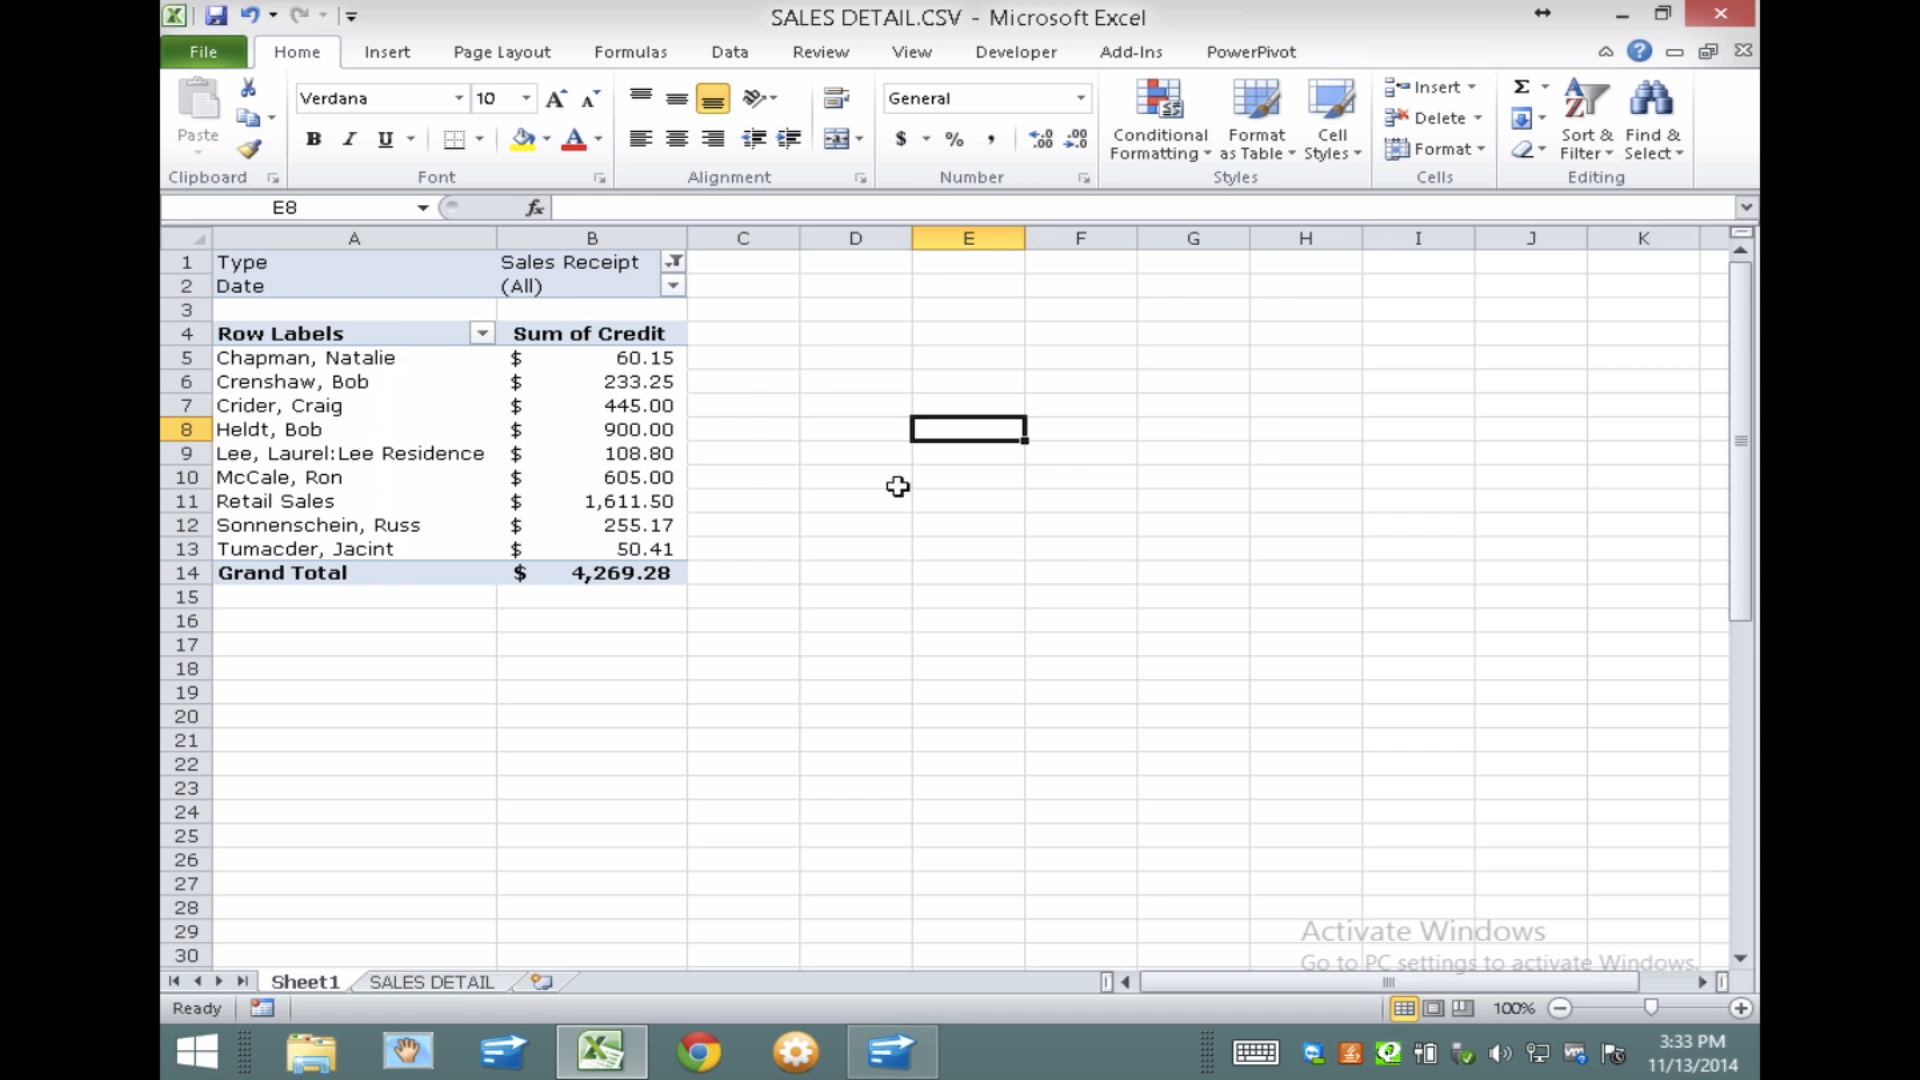 SALES DETAIL.CSV - Microsoft Excel
File Home Insert Page Layout Formulas Data Review View Developer Add-Ins PowerPivot
Verdana 10 General
Paste
B I U $ % ,
Conditional Formatting
Format as Table
Cell Styles
Insert
Delete
Format
Sort & Filter
Find & Select
Clipboard Font Alignment Number Styles Cells Editing
E8 fx
A B C D E F G H I J K
1 Type Sales Receipt
2 Date (All)
3
4 Row Labels Sum of Credit
5 Chapman, Natalie $ 60.15
6 Crenshaw, Bob $ 233.25
7 Crider, Craig $ 445.00
8 Heldt, Bob $ 900.00
9 Lee, Laurel:Lee Residence $ 108.80
10 McCale, Ron $ 605.00
11 Retail Sales $ 1,611.50
12 Sonnenschein, Russ $ 255.17
13 Tumacder, Jacint $ 50.41
14 Grand Total $ 4,269.28
15
16
17
18
19
20
21
22
23
24
25
26
27
28
29
30
Activate Windows
Go to PC settings to activate Windows.
Sheet1 SALES DETAIL
Ready 100%
3:33 PM
11/13/2014